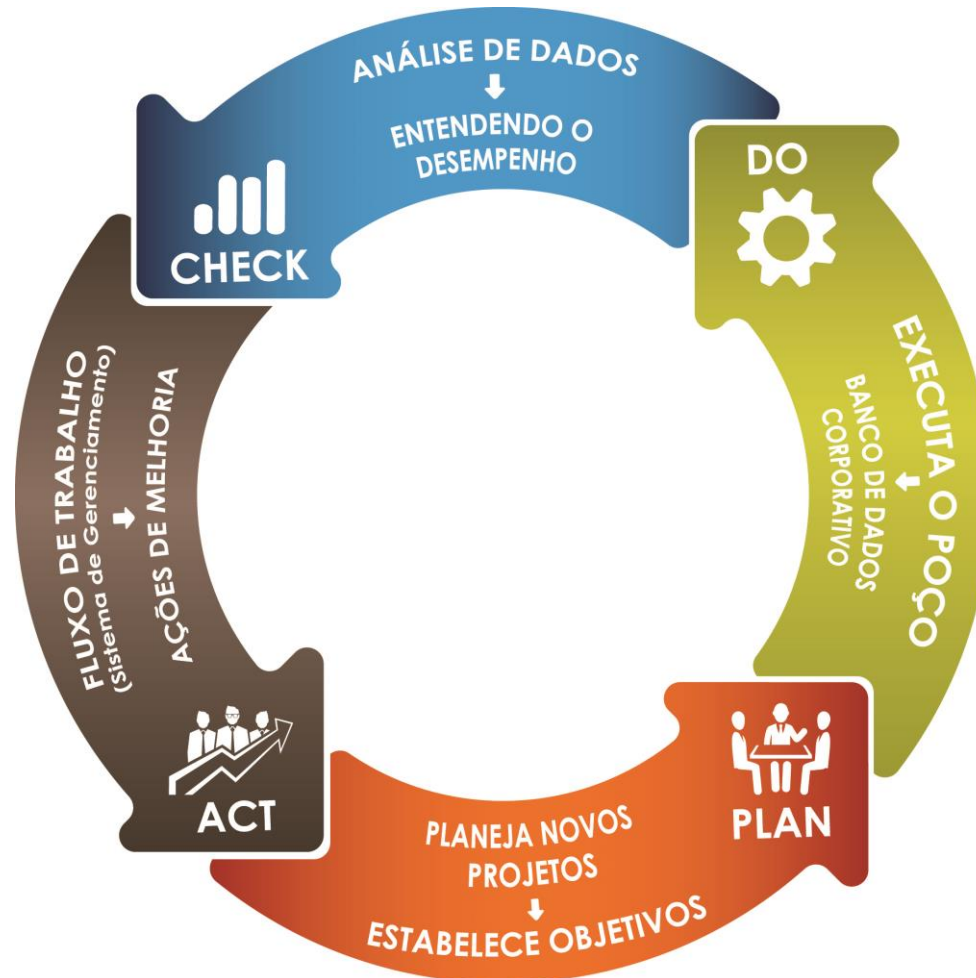 ANÁLISE DE DADOS
ENTENDENDO O
DESEMPENHO
CHECK
DO
EXECUTA O POÇO
BANCO DE DADOS
CORPORATIVO
FLUXO DE TRABALHO
(Sistema de Gerenciamento)
AÇÕES DE MELHORIA
ACT
PLANEJA NOVOS
PROJETOS
ESTABELECE OBJETIVOS
PLAN